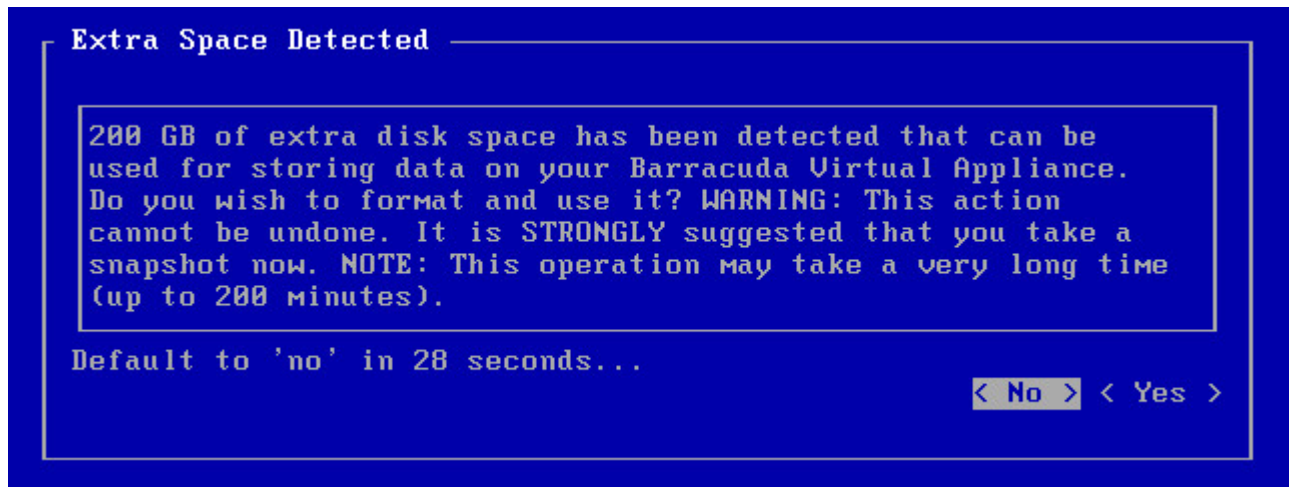 Extra Space Detected
200 GB of extra disk space has been detected that can be
used for storing data on your Barracuda Virtual Appliance.
Do you wish to format and use it? WARNING: This action
cannot be undone. It is STRONGLY suggested that you take a
snapshot now. NOTE: This operation may take a very long time
(up to 200 minutes).
Default to 'no' in 28 seconds...
< No > < Yes >